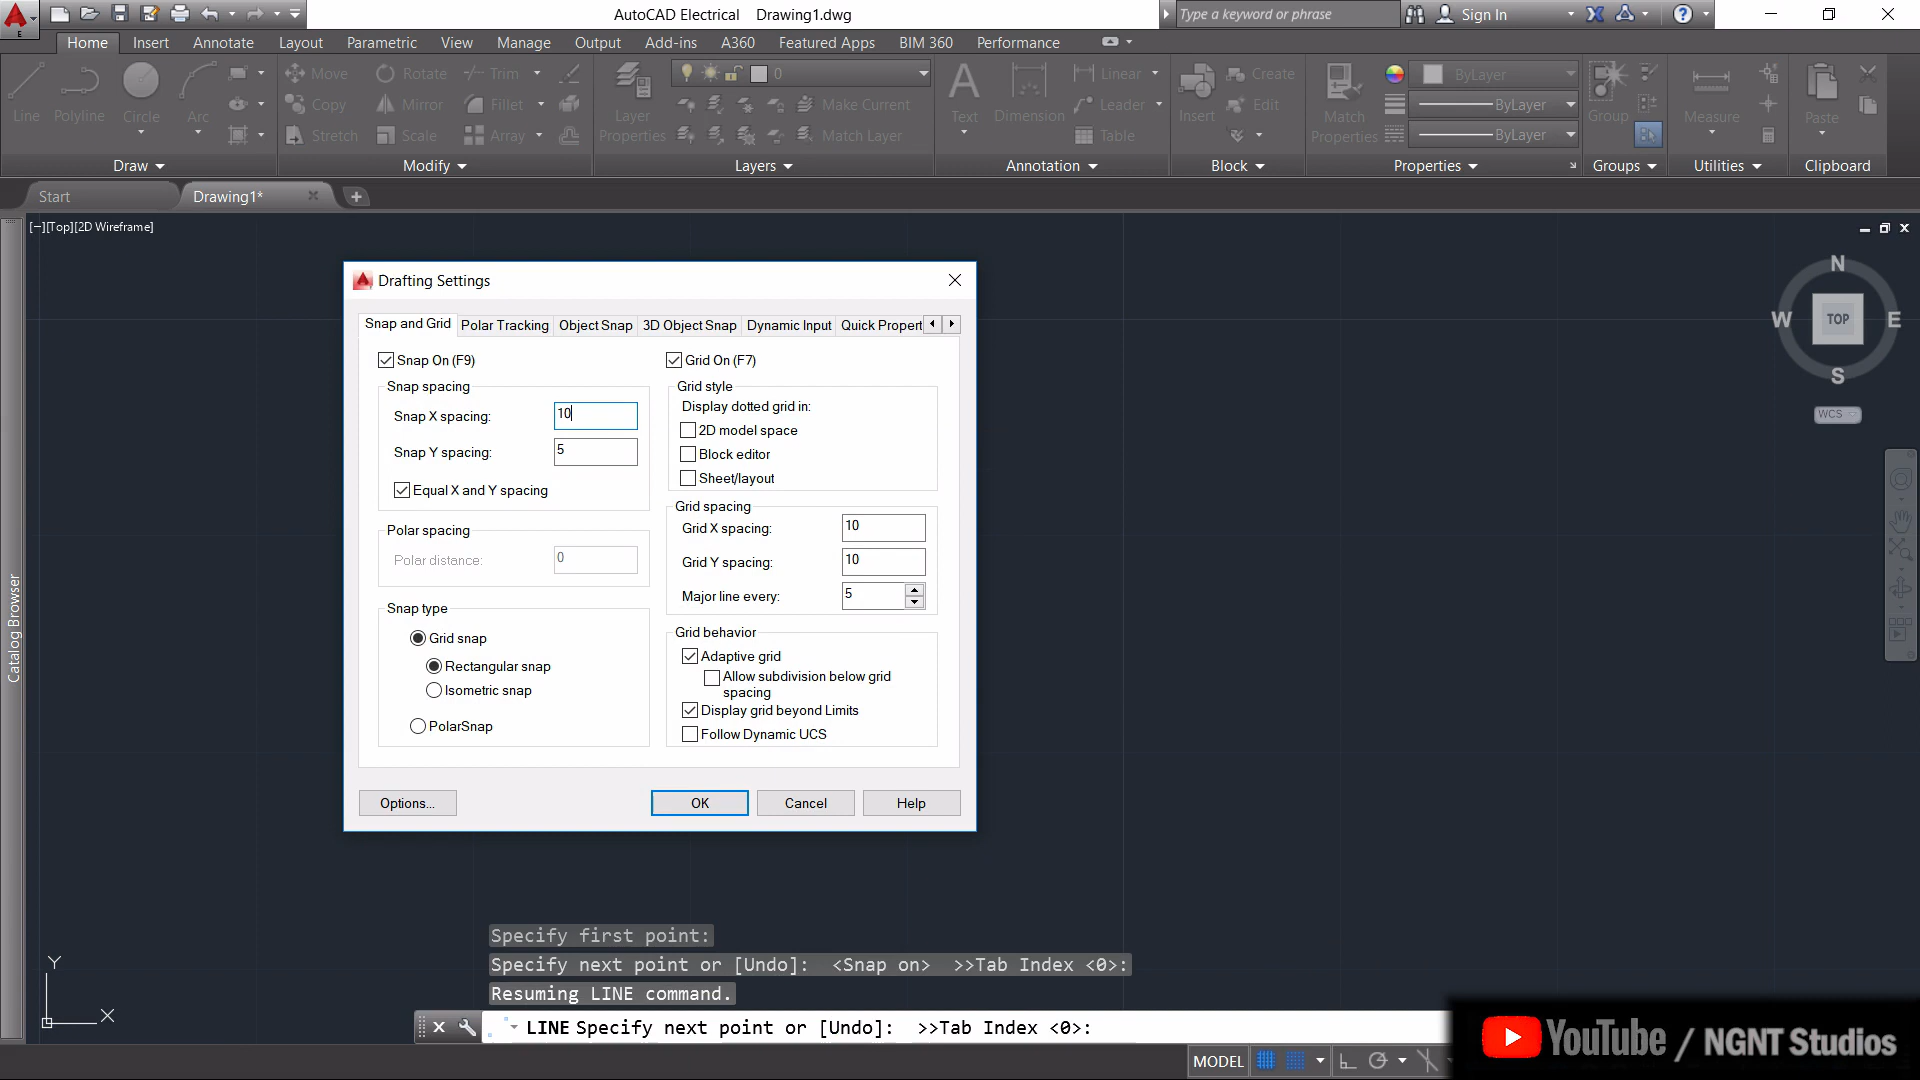 AutoCAD Electrical Drawing1.dwg
Type a keyword or phrase
Sign In
E
Home Insert Annotate Layout Parametric View Manage Output Add-ins A360 Featured Apps BIM 360 Performance
Line Polyline Circle Arc
Move Rotate Trim
Copy Mirror Fillet
Stretch Scale Array
Layer Properties
0
Make Current
Match Layer
Text Dimension
Linear
Leader
Table
Insert
Create
Edit
Match Properties
ByLayer
ByLayer
ByLayer
Group
Measure
Paste
Draw Modify Layers Annotation Block Properties Groups Utilities Clipboard
Start Drawing1*
[−][Top][2D Wireframe]
N
W TOP E
S
WCS
Catalog Browser
Drafting Settings
Snap and Grid Polar Tracking Object Snap 3D Object Snap Dynamic Input Quick Propert
Snap On (F9)
Snap spacing
Snap X spacing: 10
Snap Y spacing: 5
Equal X and Y spacing
Polar spacing
Polar distance: 0
Snap type
Grid snap
Rectangular snap
Isometric snap
PolarSnap
Grid On (F7)
Grid style
Display dotted grid in:
2D model space
Block editor
Sheet/layout
Grid spacing
Grid X spacing: 10
Grid Y spacing: 10
Major line every: 5
Grid behavior
Adaptive grid
Allow subdivision below grid
spacing
Display grid beyond Limits
Follow Dynamic UCS
Options... OK Cancel Help
Specify first point:
Specify next point or [Undo]: <Snap on> >>Tab Index <0>:
Resuming LINE command.
LINE Specify next point or [Undo]: >>Tab Index <0>:
Y
X
MODEL
YouTube / NGNT Studios